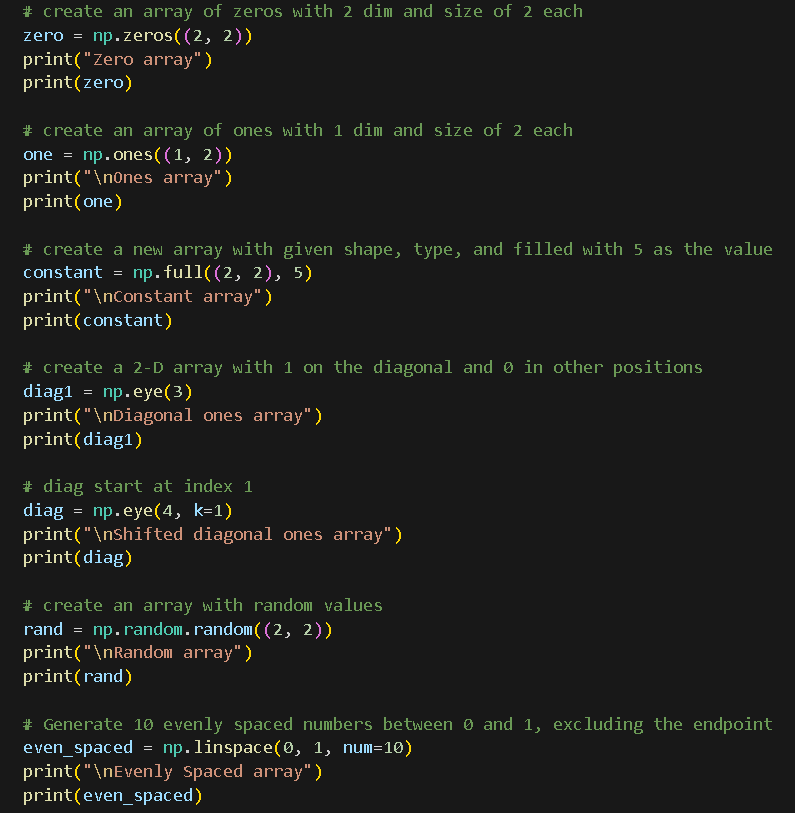 # create an array of zeros with 2 dim and size of 2 each
zero = np.zeros((2, 2))
print("Zero array")
print(zero)

# create an array of ones with 1 dim and size of 2 each
one = np.ones((1, 2))
print("\nOnes array")
print(one)

# create a new array with given shape, type, and filled with 5 as the value
constant = np.full((2, 2), 5)
print("\nConstant array")
print(constant)

# create a 2-D array with 1 on the diagonal and 0 in other positions
diag1 = np.eye(3)
print("\nDiagonal ones array")
print(diag1)

# diag start at index 1
diag = np.eye(4, k=1)
print("\nShifted diagonal ones array")
print(diag)

# create an array with random values
rand = np.random.random((2, 2))
print("\nRandom array")
print(rand)

# Generate 10 evenly spaced numbers between 0 and 1, excluding the endpoint
even_spaced = np.linspace(0, 1, num=10)
print("\nEvenly Spaced array")
print(even_spaced)